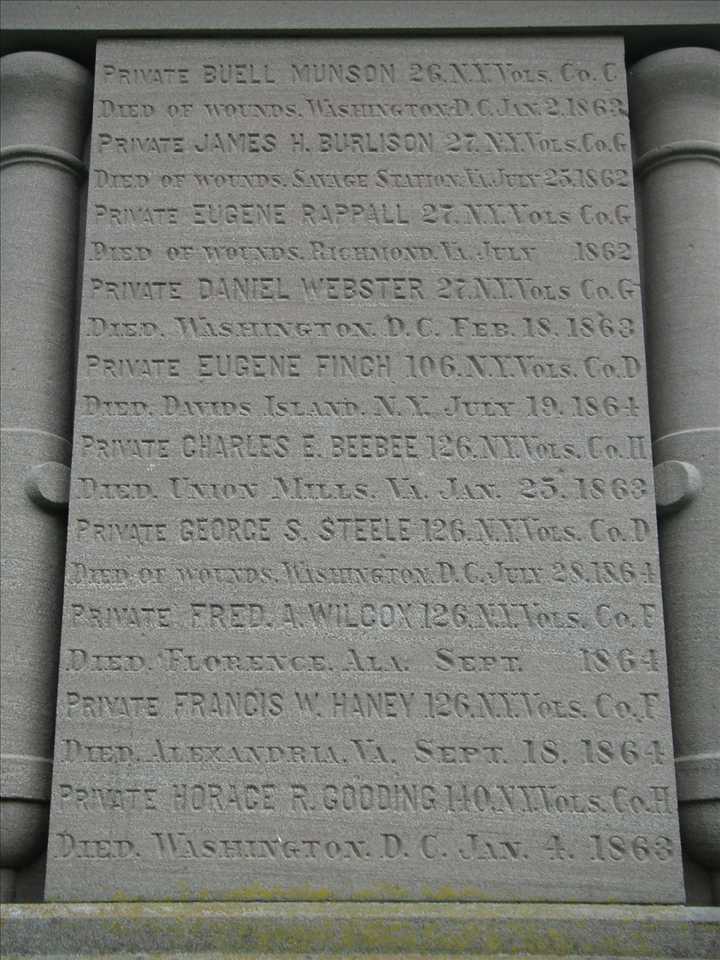 PRIVATE BUELL MUNSON 26.N.Y.VOLS. CO. C
DIED OF WOUNDS. WASHINGTON. D.C. JAN. 2. 1863
PRIVATE JAMES H. BURLISON 27. N.Y. VOLS. CO. G
DIED OF WOUNDS. SAVAGE STATION. VA. JULY 25. 1862
PRIVATE EUGENE RAPPALL 27. N.Y. VOLS CO. G
DIED OF WOUNDS. RICHMOND. VA. JULY 1862
PRIVATE DANIEL WEBSTER 27. N.Y. VOLS CO. G
DIED. WASHINGTON. D. C. FEB. 18. 1863
PRIVATE EUGENE FINCH 106. N.Y. VOLS. CO. D
DIED. DAVIDS ISLAND. N. Y. JULY 19. 1864
PRIVATE CHARLES E. BEEBEE 126. N.Y. VOLS. CO. H
DIED. UNION MILLS. VA. JAN. 25. 1863
PRIVATE GEORGE S. STEELE 126. N.Y. VOLS. CO. D
DIED OF WOUNDS. WASHINGTON. D. C. JULY 28. 1864
PRIVATE FRED. A. WILCOX 126. N.Y. VOLS. CO. F
DIED. FLORENCE. ALA. SEPT. 1864
PRIVATE FRANCIS W. HANEY 126. N.Y. VOLS. CO. F
DIED. ALEXANDRIA. VA. SEPT. 18. 1864
PRIVATE HORACE R. GOODING 140. N.Y. VOLS. CO. H
DIED. WASHINGTON. D. C. JAN. 4. 1863